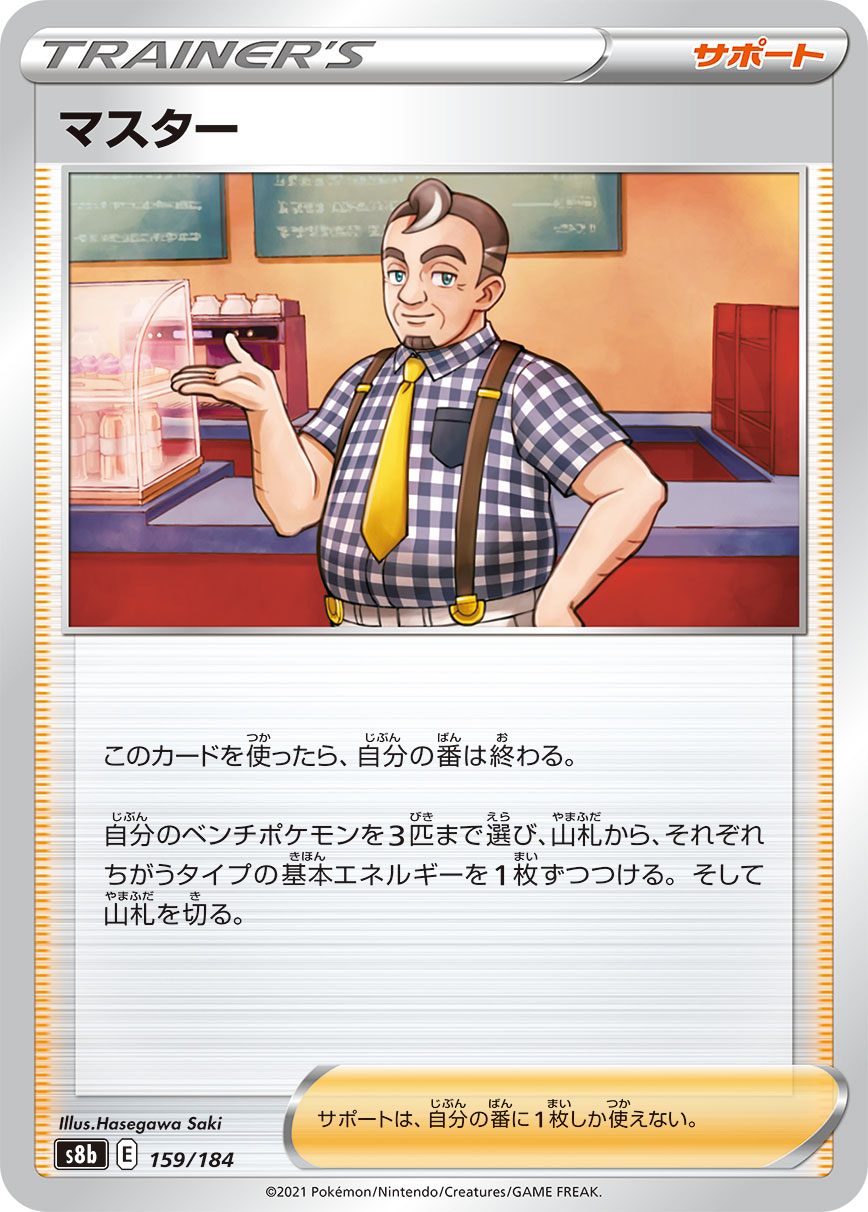 TRAINER'S サポート
マスター
このカードを使ったら、自分の番は終わる。
自分のベンチポケモンを3匹まで選び、山札から、それぞれ
ちがうタイプの基本エネルギーを1枚ずつつける。そして
山札を切る。
サポートは、自分の番に1枚しか使えない。
Illus.Hasegawa Saki
s8b E 159/184
©2021 Pokémon/Nintendo/Creatures/GAME FREAK.